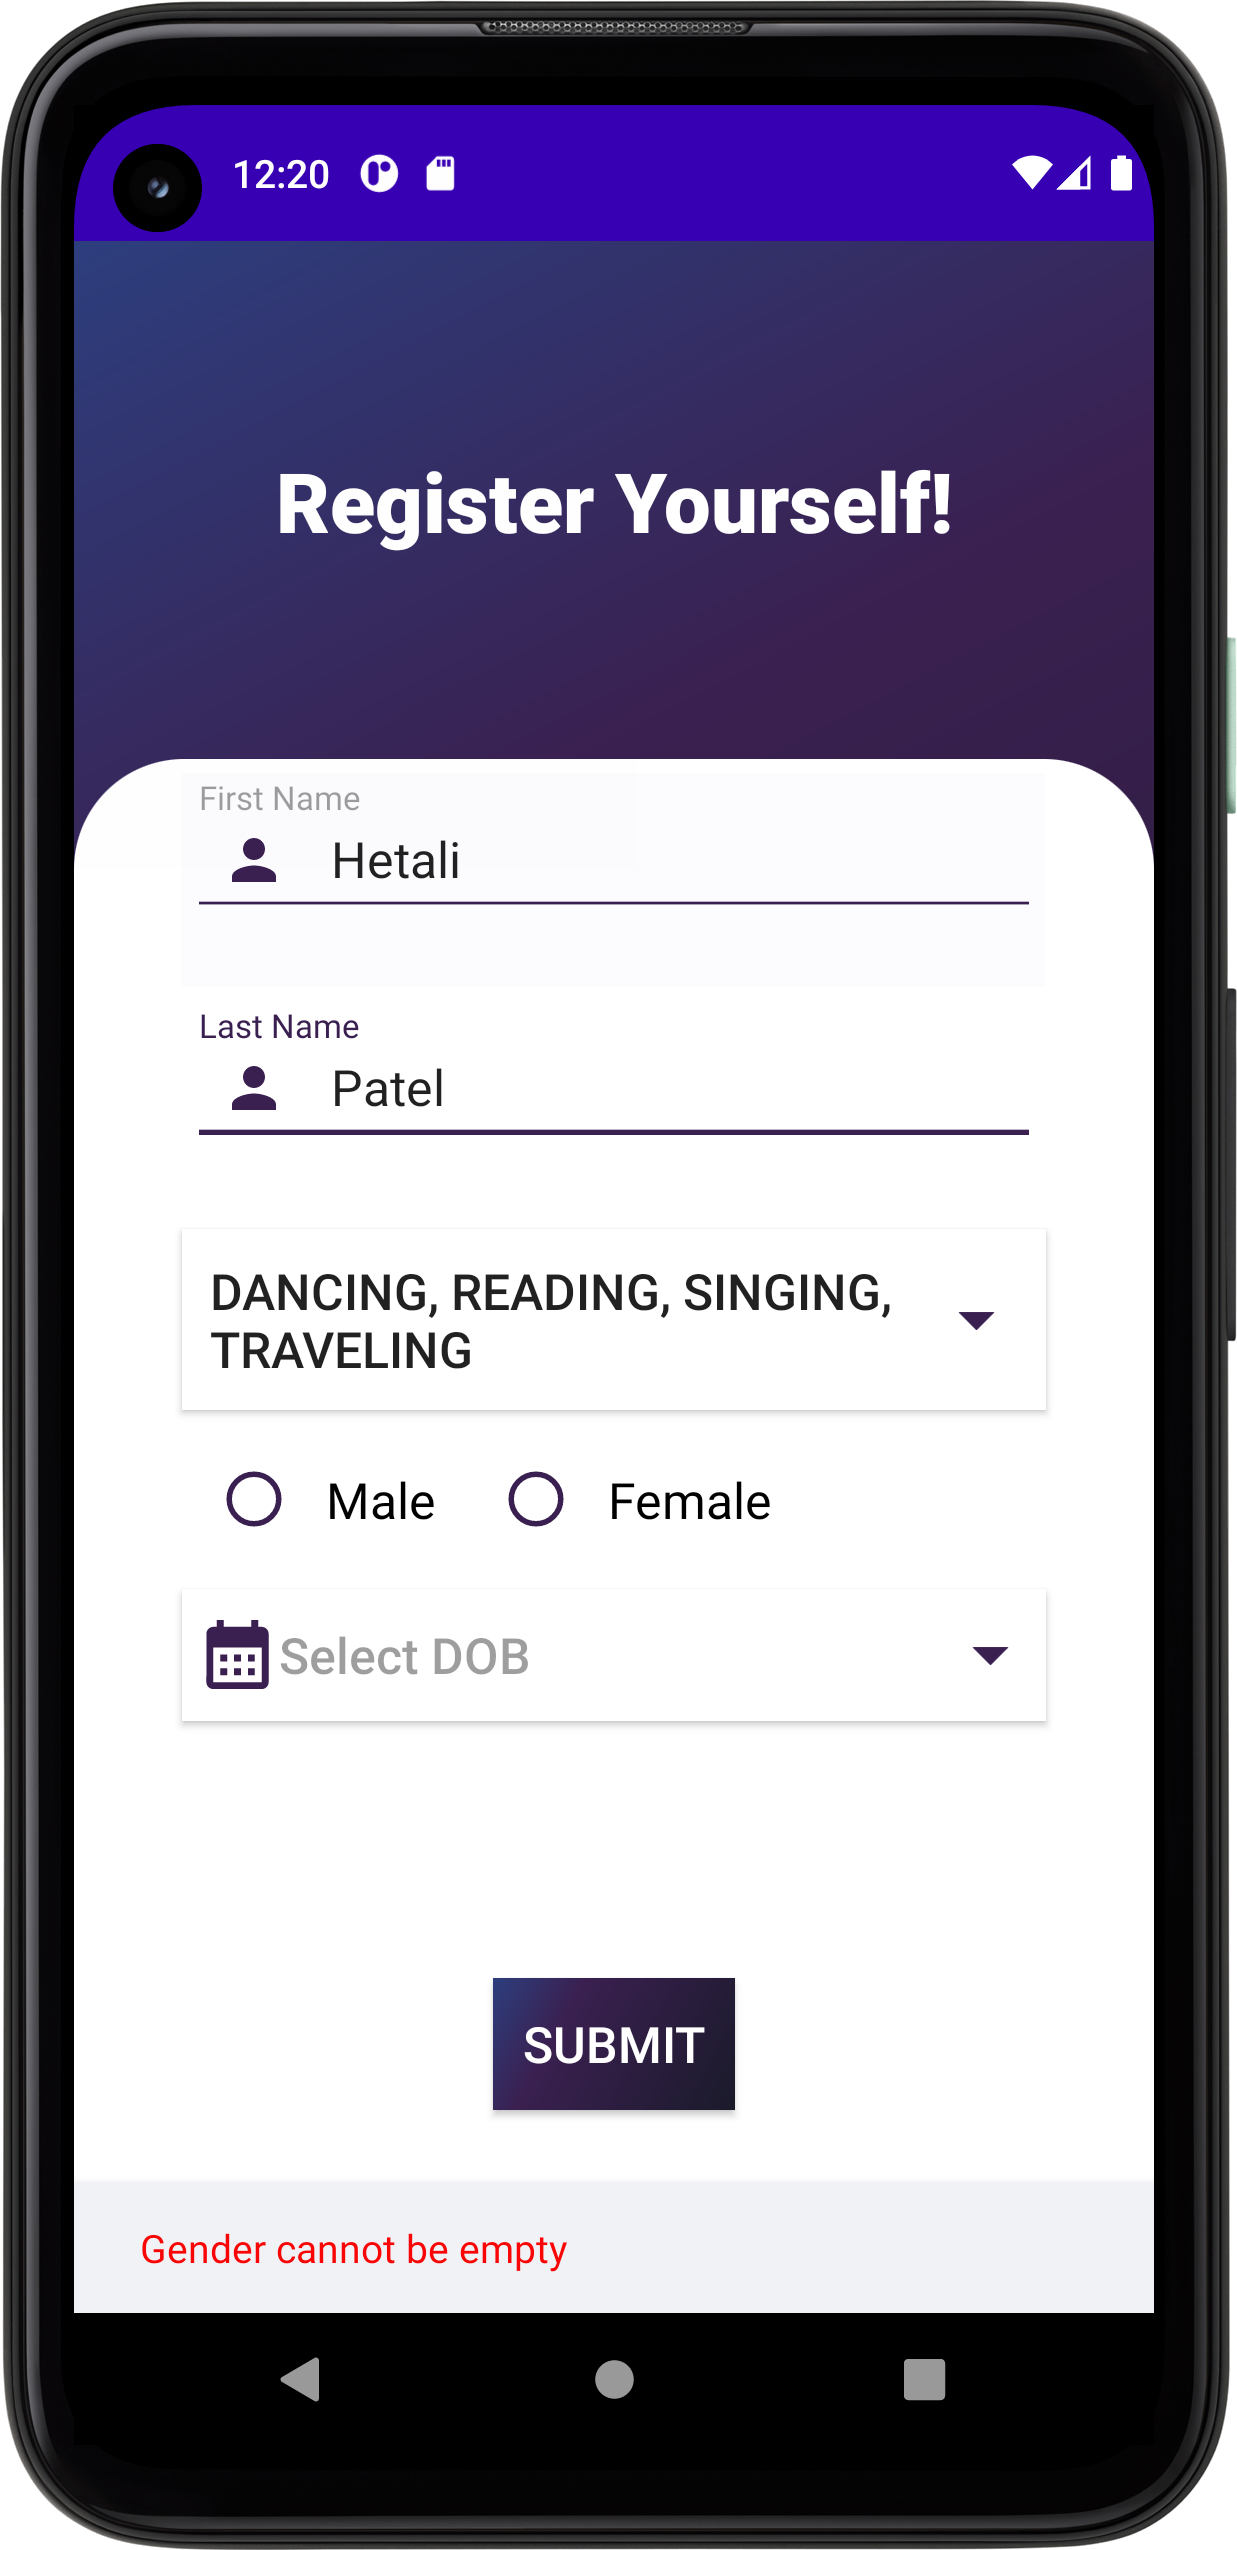 12:20
Register Yourself!
First Name
Hetali
Last Name
Patel
DANCING, READING, SINGING,
TRAVELING
Male Female
Select DOB
SUBMIT
Gender cannot be empty